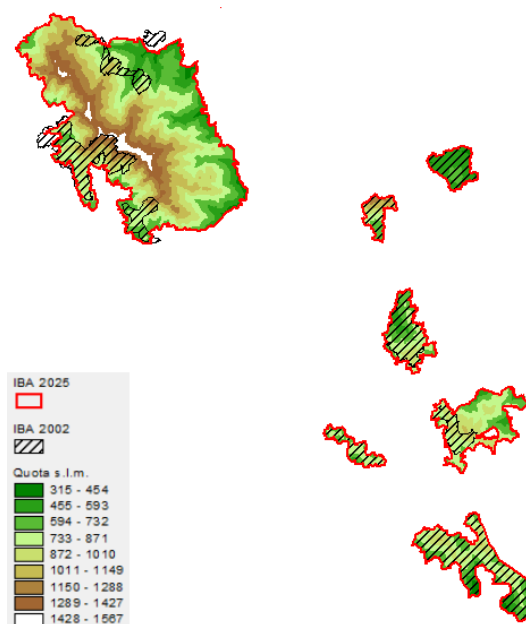 IBA 2025
IBA 2002
Quota s.l.m.
315 - 454
455 - 593
594 - 732
733 - 871
872 - 1010
1011 - 1149
1150 - 1288
1289 - 1427
1428 - 1567